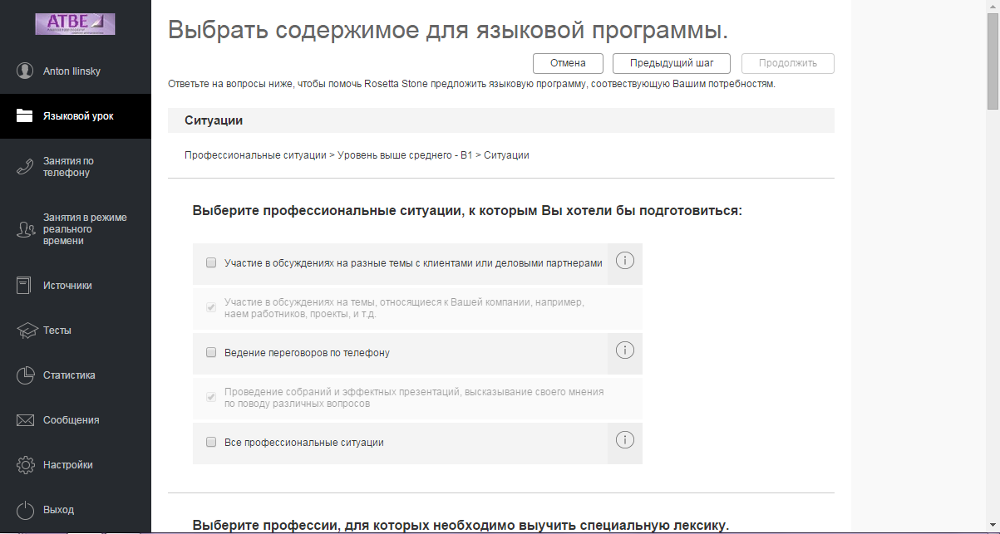 ATBE
Anton Ilinsky
Языковой урок
Занятия по
телефону
Занятия в режиме
реального
времени
Источники
Тесты
Статистика
Сообщения
Настройки
Выход
Выбрать содержимое для языковой программы.
Отмена
Предыдущий шаг
Продолжить
Ответьте на вопросы ниже, чтобы помочь Rosetta Stone предложить языковую программу, соотвествующую Вашим потребностям.
Ситуации
Профессиональные ситуации > Уровень выше среднего - B1 > Ситуации
Выберите профессиональные ситуации, к которым Вы хотели бы подготовиться:
Участие в обсуждениях на разные темы с клиентами или деловыми партнерами
Участие в обсуждениях на темы, относящиеся к Вашей компании, например,
наем работников, проекты, и т.д.
Ведение переговоров по телефону
Проведение собраний и эффектных презентаций, высказывание своего мнения
по поводу различных вопросов
Все профессиональные ситуации
Выберите профессии, для которых необходимо выучить специальную лексику.